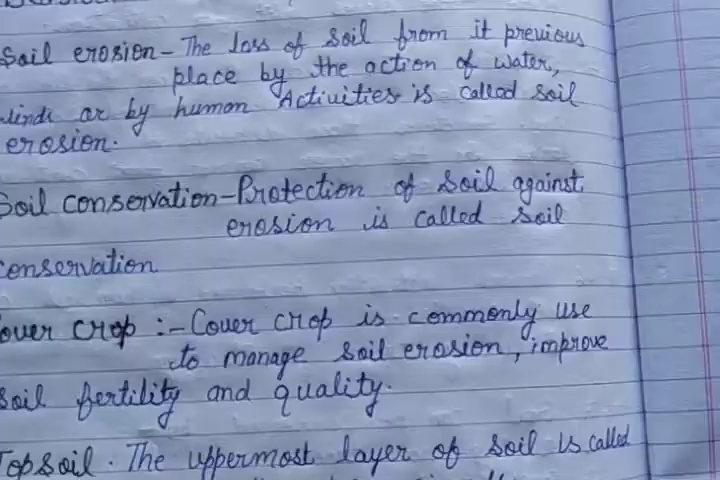 Soil erosion - The loss of soil from it previous
place by the action of water,
wind or by human Activities is called soil
erosion.
Soil conservation - Protection of soil against
erosion is called soil
conservation
Cover crop :- Cover crop is commonly use
to manage soil erosion, improve
soil fertility and quality.
Topsoil. The uppermost layer of soil is called